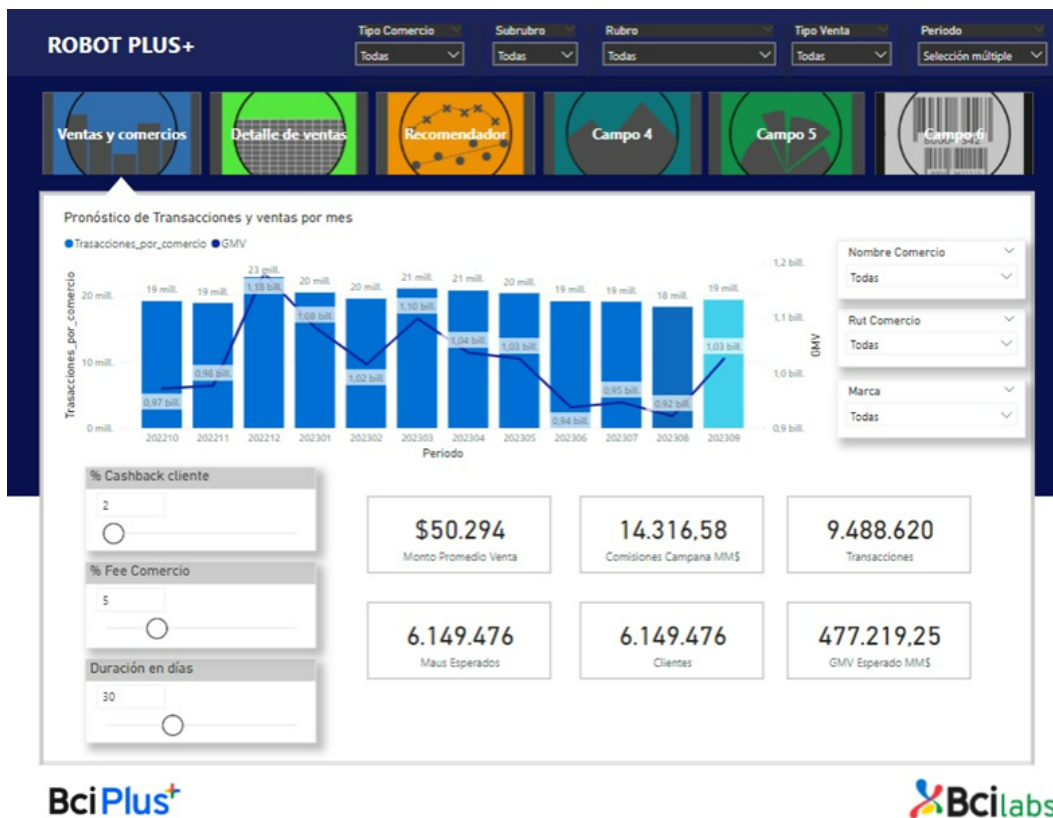 ROBOT PLUS+
Tipo Comercio
Todas
Subrubro
Todas
Rubro
Todas
Tipo Venta
Todas
Periodo
Selección múltiple
Ventas y comercios
Detalle de ventas
Recomendador
Campo 4
Campo 5
Campo 6
Pronóstico de Transacciones y ventas por mes
Trasacciones_por_comercio GMV
Trasacciones_por_comercio
20 mill.
10 mill.
0 mill.
19 mill. 19 mill. 23 mill. 20 mill. 20 mill. 21 mill. 21 mill. 20 mill. 19 mill. 19 mill. 18 mill. 19 mill.
0,97 bill. 0,98 bill. 1,18 bill. 1,08 bill. 1,02 bill. 1,10 bill. 1,04 bill. 1,03 bill. 0,94 bill. 0,95 bill. 0,92 bill. 1,03 bill.
202210 202211 202212 202301 202302 202303 202304 202305 202306 202307 202308 202309
Periodo
1,2 bill.
1,1 bill.
1,0 bill.
0,9 bill.
GMV
Nombre Comercio
Todas
Rut Comercio
Todas
Marca
Todas
% Cashback cliente
2
% Fee Comercio
5
Duración en días
30
$50.294
Monto Promedio Venta
14.316,58
Comisiones Campana MM$
9.488.620
Transacciones
6.149.476
Maus Esperados
6.149.476
Clientes
477.219,25
GMV Esperado MM$
Bci Plus+
Bci labs